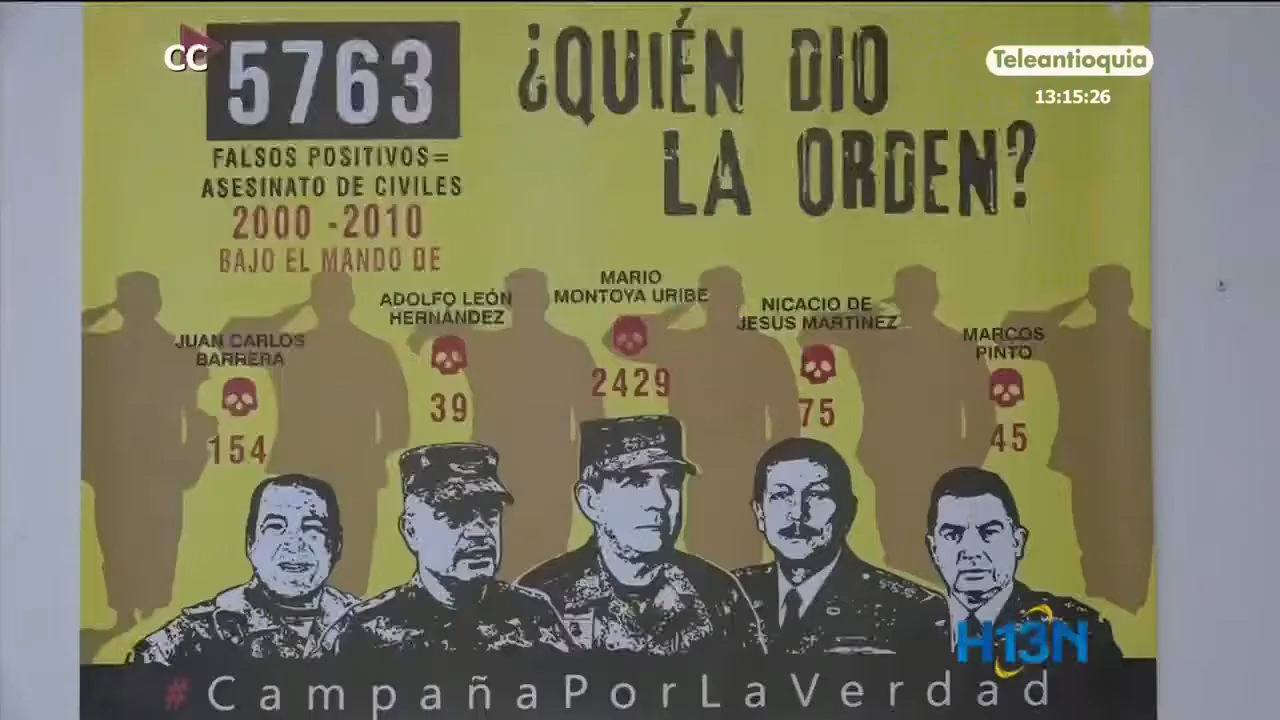 CC
5763
¿QUIÉN DIO
LA ORDEN?
Teleantioquia
13:15:26
FALSOS POSITIVOS=
ASESINATO DE CIVILES
2000 -2010
BAJO EL MANDO DE
JUAN CARLOS
BARRERA
154
ADOLFO LEÓN
HERNÁNDEZ
39
MARIO
MONTOYA URIBE
2429
NICACIO DE
JESUS MARTÍNEZ
75
MARCOS
PINTO
45
H13N
#CampañaPorLaVerdad